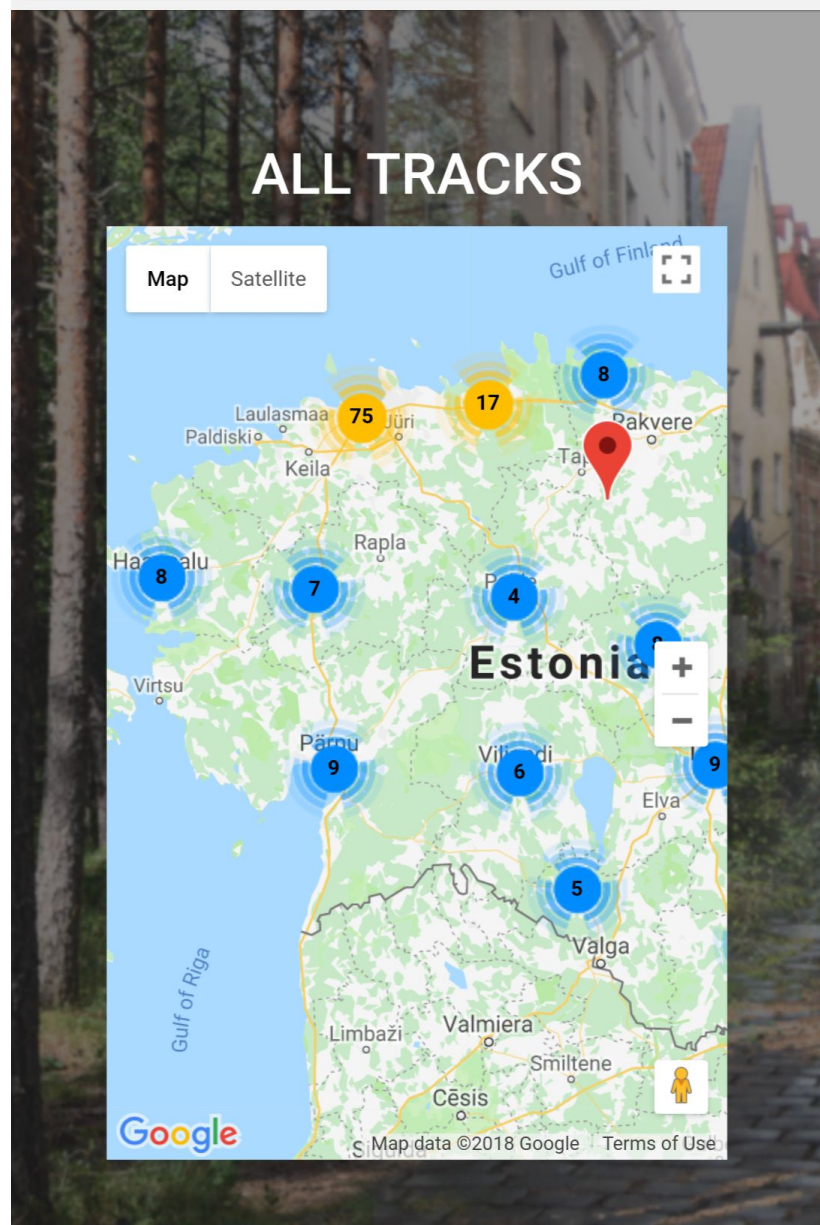 ALL TRACKS
Map Satellite
Gulf of Finland
8
17
75
Laulasmaa
Jüri
Rakvere
Paldiski
Keila
Rapla
8
7
4
8
Estonia
+
−
Virtsu
Pärnu
9
Viljandi
6
9
Elva
5
Valga
Gulf of Riga
Limbaži
Valmiera
Smiltene
Cēsis
Google
Map data ©2018 Google Terms of Use